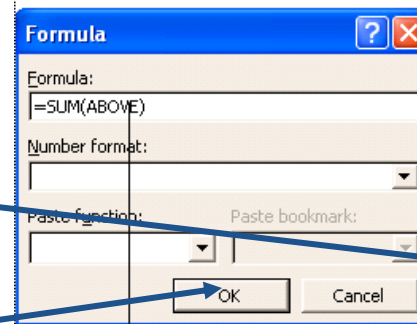 Formula
Formula:
=SUM(ABOVE)
Number format:
Paste function: Paste bookmark:
OK Cancel